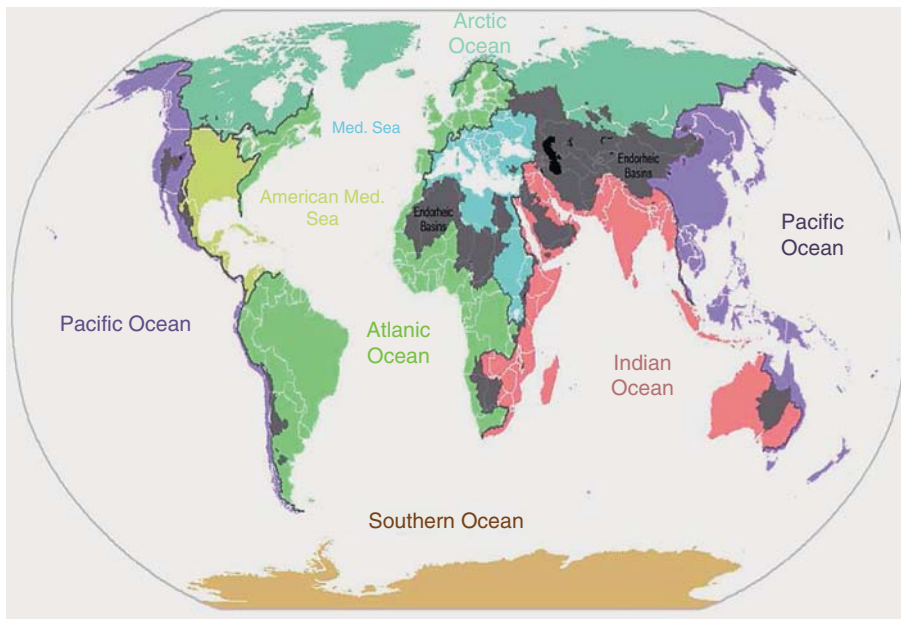 Arctic
Ocean
Med. Sea
American Med.
Sea
Endorheic
Basins
Endorheic
Basins
Pacific
Ocean
Pacific Ocean
Atlanic
Ocean
Indian
Ocean
Southern Ocean